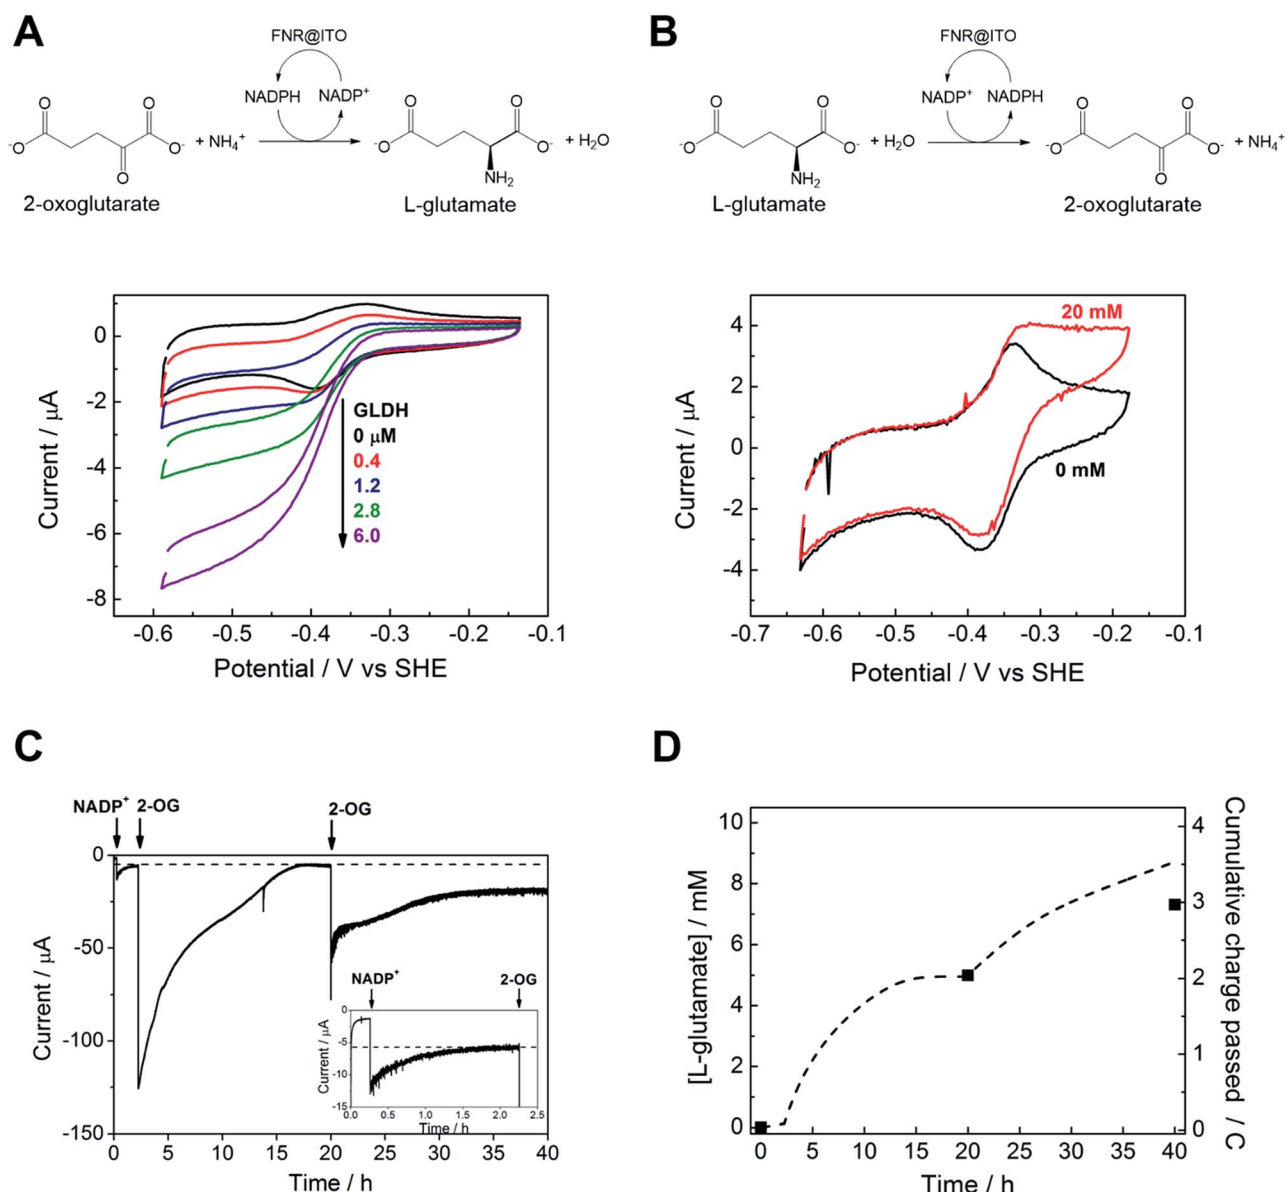 A
FNR@ITO
NADPH NADP+
O O
-O O- + NH4+ -O O- + H2O
O NH2
2-oxoglutarate L-glutamate
Current / µA
0
-2
-4
-6
-8
GLDH
0 µM
0.4
1.2
2.8
6.0
-0.6 -0.5 -0.4 -0.3 -0.2 -0.1
Potential / V vs SHE
B
FNR@ITO
NADP+ NADPH
O O
-O O- + H2O -O O- + NH4+
NH2 O
L-glutamate 2-oxoglutarate
Current / µA
4
2
0
-2
-4
20 mM
0 mM
-0.7 -0.6 -0.5 -0.4 -0.3 -0.2 -0.1
Potential / V vs SHE
C
NADP+ 2-OG 2-OG
Current / µA
0
-50
-100
-150
NADP+ 2-OG
Current / µA
0
-5
-10
-15
0.0 0.5 1.0 1.5 2.0 2.5
Time / h
0 5 10 15 20 25 30 35 40
Time / h
D
[L-glutamate] / mM
10
8
6
4
2
0
Cumulative charge passed / C
4
3
2
1
0
0 5 10 15 20 25 30 35 40
Time / h